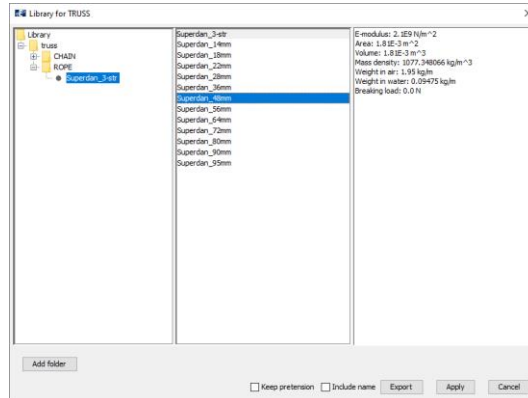 Library for TRUSS
Library
truss
CHAIN
ROPE
Superdan_3-str
Superdan_3-str
Superdan_14mm
Superdan_18mm
Superdan_22mm
Superdan_28mm
Superdan_36mm
Superdan_48mm
Superdan_56mm
Superdan_64mm
Superdan_72mm
Superdan_80mm
Superdan_90mm
Superdan_95mm
E-modulus: 2.1E9 N/m^2
Area: 1.81E-3 m^2
Volume: 1.81E-3 m^3
Mass density: 1077.348066 kg/m^3
Weight in air: 1.95 kg/m
Weight in water: 0.09475 kg/m
Breaking load: 0.0 N
Add folder
Keep pretension Include name Export Apply Cancel